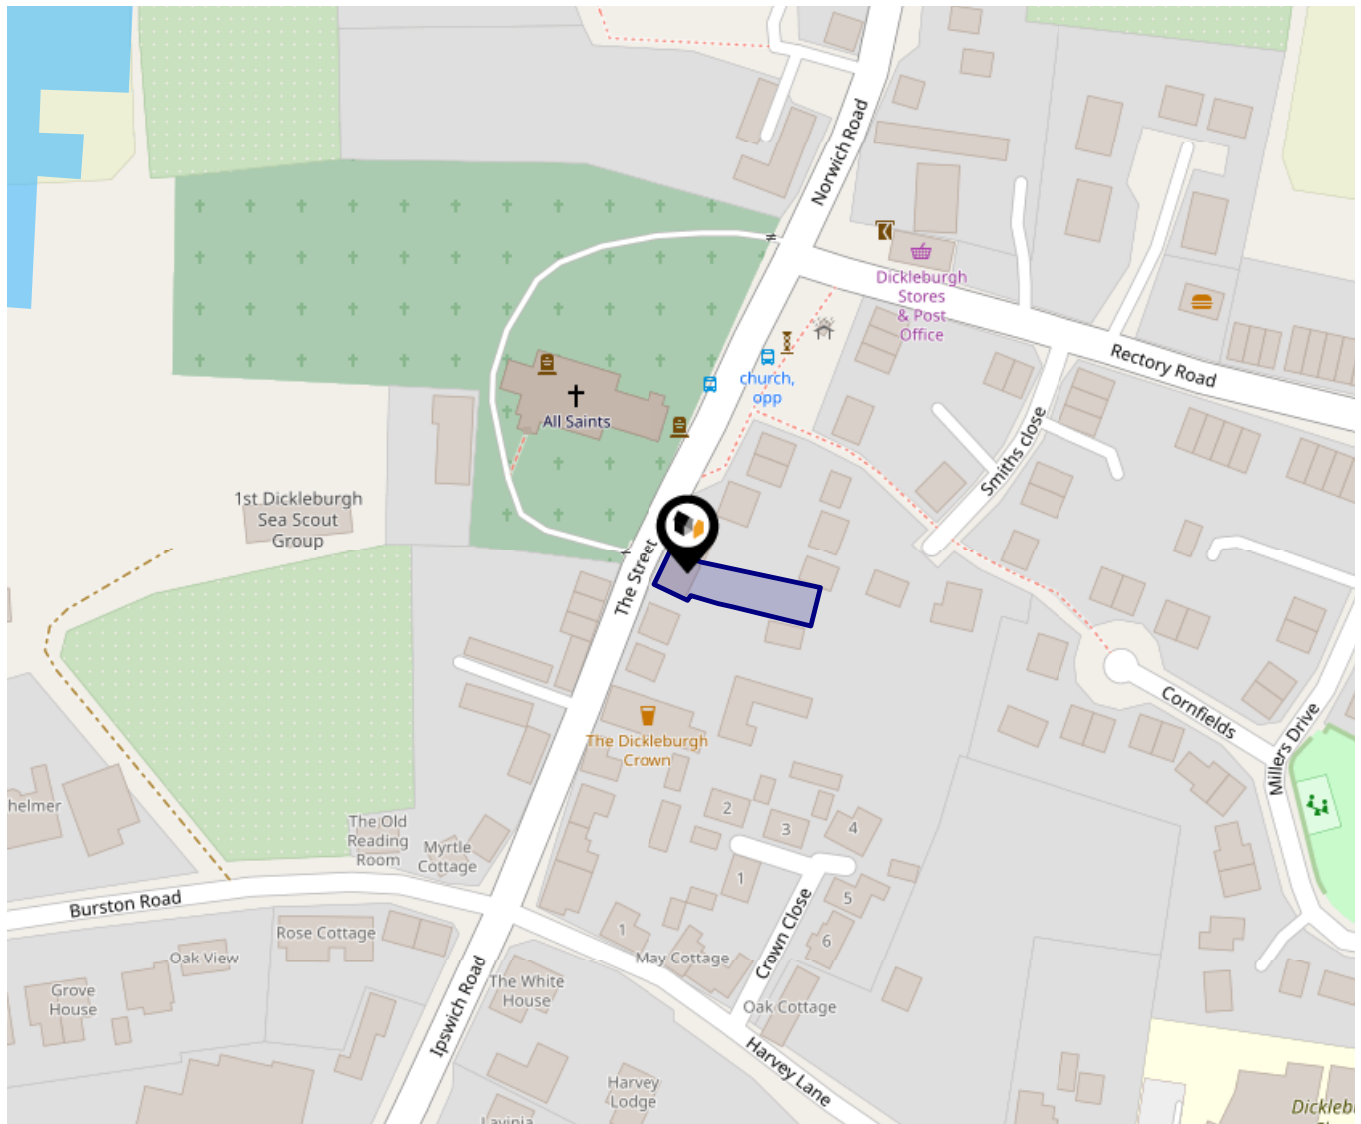 Norwich Road
Dickleburgh
Stores
& Post
Office
church,
opp
Rectory Road
All Saints
Smiths close
1st Dickleburgh
Sea Scout
Group
The Street
Cornfields
Millers Drive
The Dickleburgh
Crown
helmer
The Old
Reading
Room
Myrtle
Cottage
2
3
4
1
5
6
Crown Close
Burston Road
Rose Cottage
Oak View
Grove
House
1
May Cottage
The White
House
Oak Cottage
Ipswich Road
Harvey Lane
Harvey
Lodge
Lavinia
Dickleb